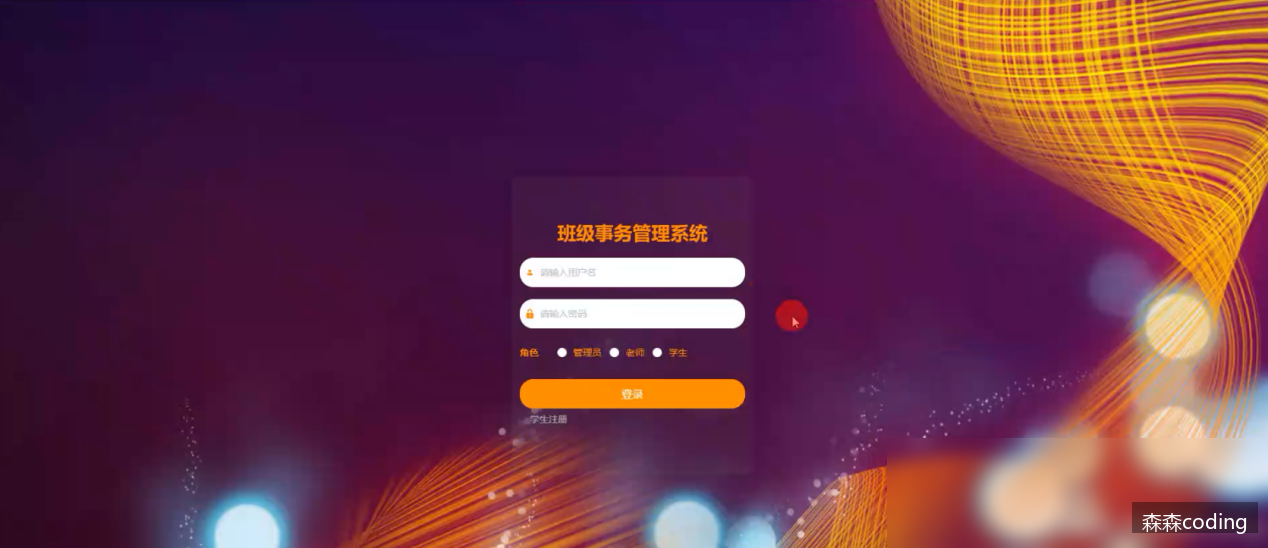 班级事务管理系统
请输入用户名
请输入密码
角色 管理员 老师 学生
登录
学生注册
森森coding